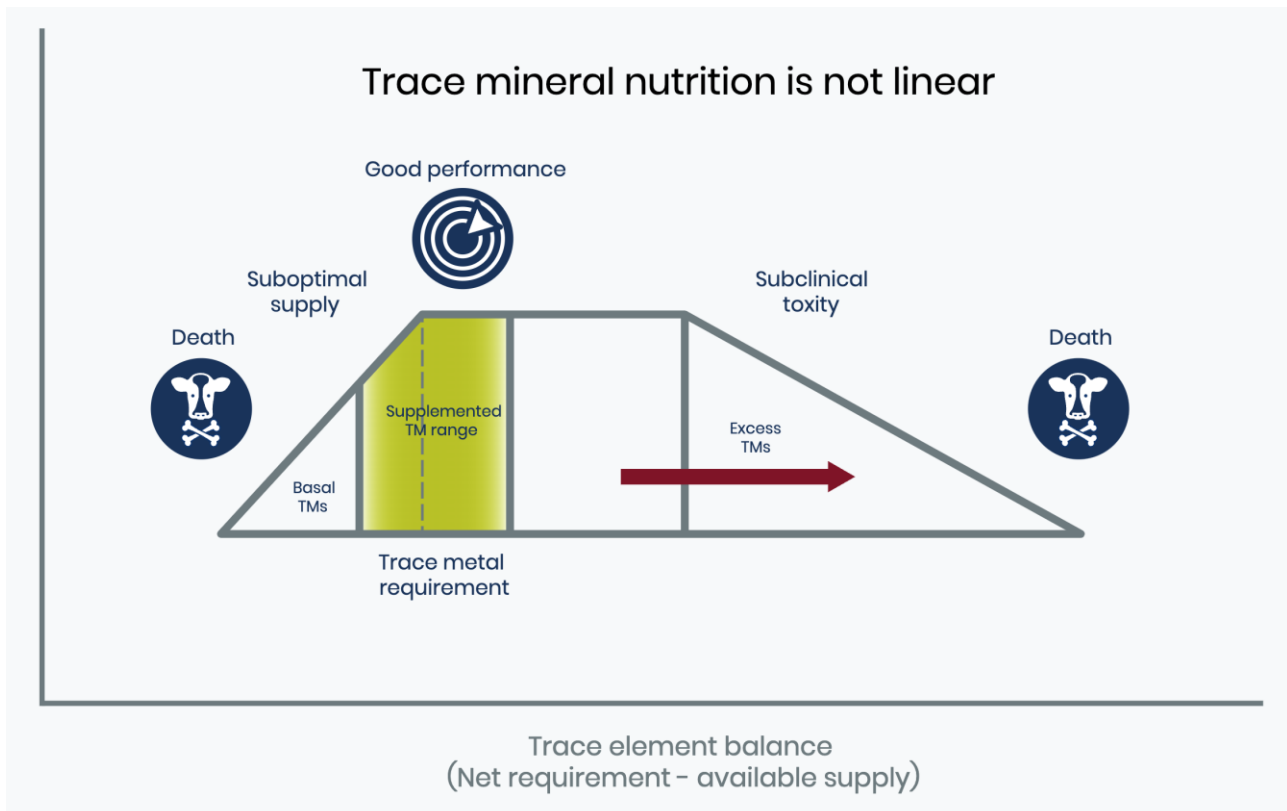 Trace mineral nutrition is not linear
Good performance
Suboptimal
supply
Subclinical
toxity
Death
Death
Supplemented
TM range
Excess
TMs
Basal
TMs
Trace metal
requirement
Trace element balance
(Net requirement - available supply)